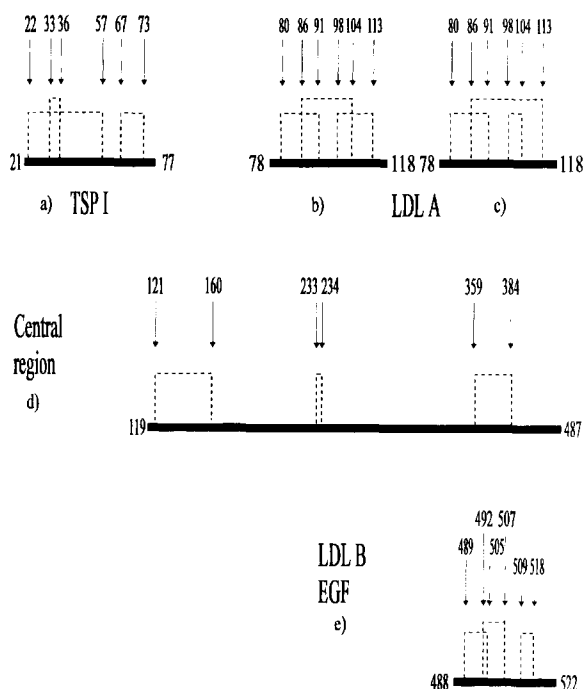 22 33 36 57 67 73 80 86 91 98 104 113 80 86 91 98 104 113
21 77 78 118 78 118
a) TSP I b) LDL A c)
121 160 233 234 359 384
Central
region
d)
119 487
492 507
489 505
509 518
LDL B
EGF
e)
488 522